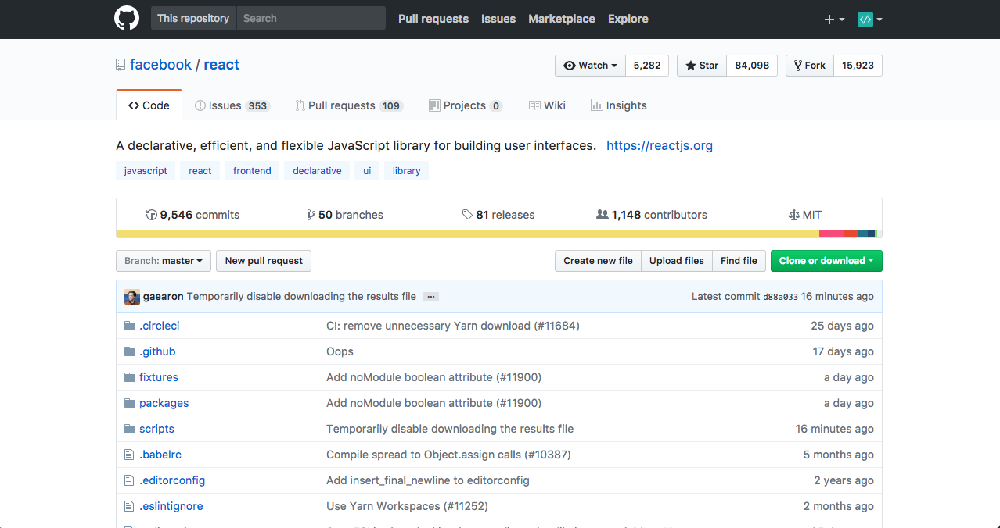 This repository Search Pull requests Issues Marketplace Explore
facebook / react Watch 5,282 Star 84,098 Fork 15,923
Code Issues 353 Pull requests 109 Projects 0 Wiki Insights
A declarative, efficient, and flexible JavaScript library for building user interfaces. https://reactjs.org
javascript react frontend declarative ui library
9,546 commits 50 branches 81 releases 1,148 contributors MIT
Branch: master New pull request Create new file Upload files Find file Clone or download
gaearon Temporarily disable downloading the results file ... Latest commit d88a033 16 minutes ago
.circleci CI: remove unnecessary Yarn download (#11684) 25 days ago
.github Oops 17 days ago
fixtures Add noModule boolean attribute (#11900) a day ago
packages Add noModule boolean attribute (#11900) a day ago
scripts Temporarily disable downloading the results file 16 minutes ago
.babelrc Compile spread to Object.assign calls (#10387) 5 months ago
.editorconfig Add insert_final_newline to editorconfig 2 years ago
.eslintignore Use Yarn Workspaces (#11252) 2 months ago